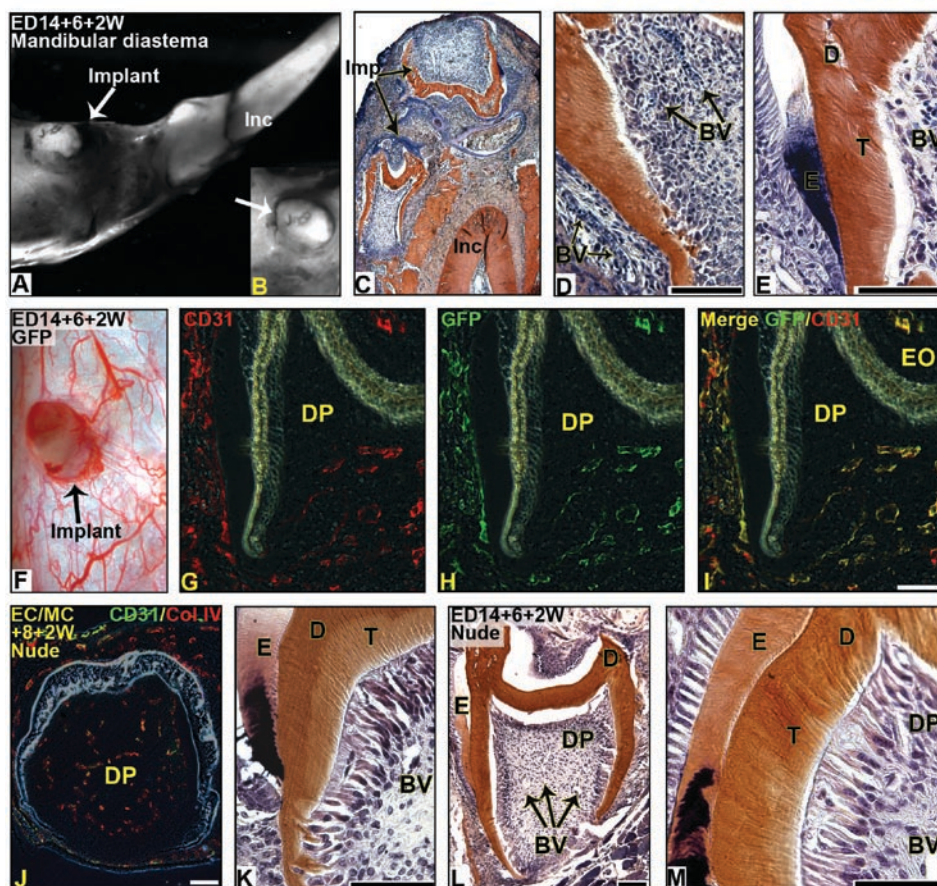 ED14+6+2W
Mandibular diastema
Implant
Inc
A
B
Imp
Inc
C
BV
BV
D
D
E
T
BV
E
ED14+6+2W
GFP
Implant
F
CD31
DP
G
GFP
DP
H
Merge GFP/CD31
EO
DP
I
EC/MC
+8+2W
Nude
CD31/Col.IV
DP
J
E
D
T
BV
K
ED14+6+2W
Nude
D
E
DP
BV
L
E
D
T
DP
BV
M